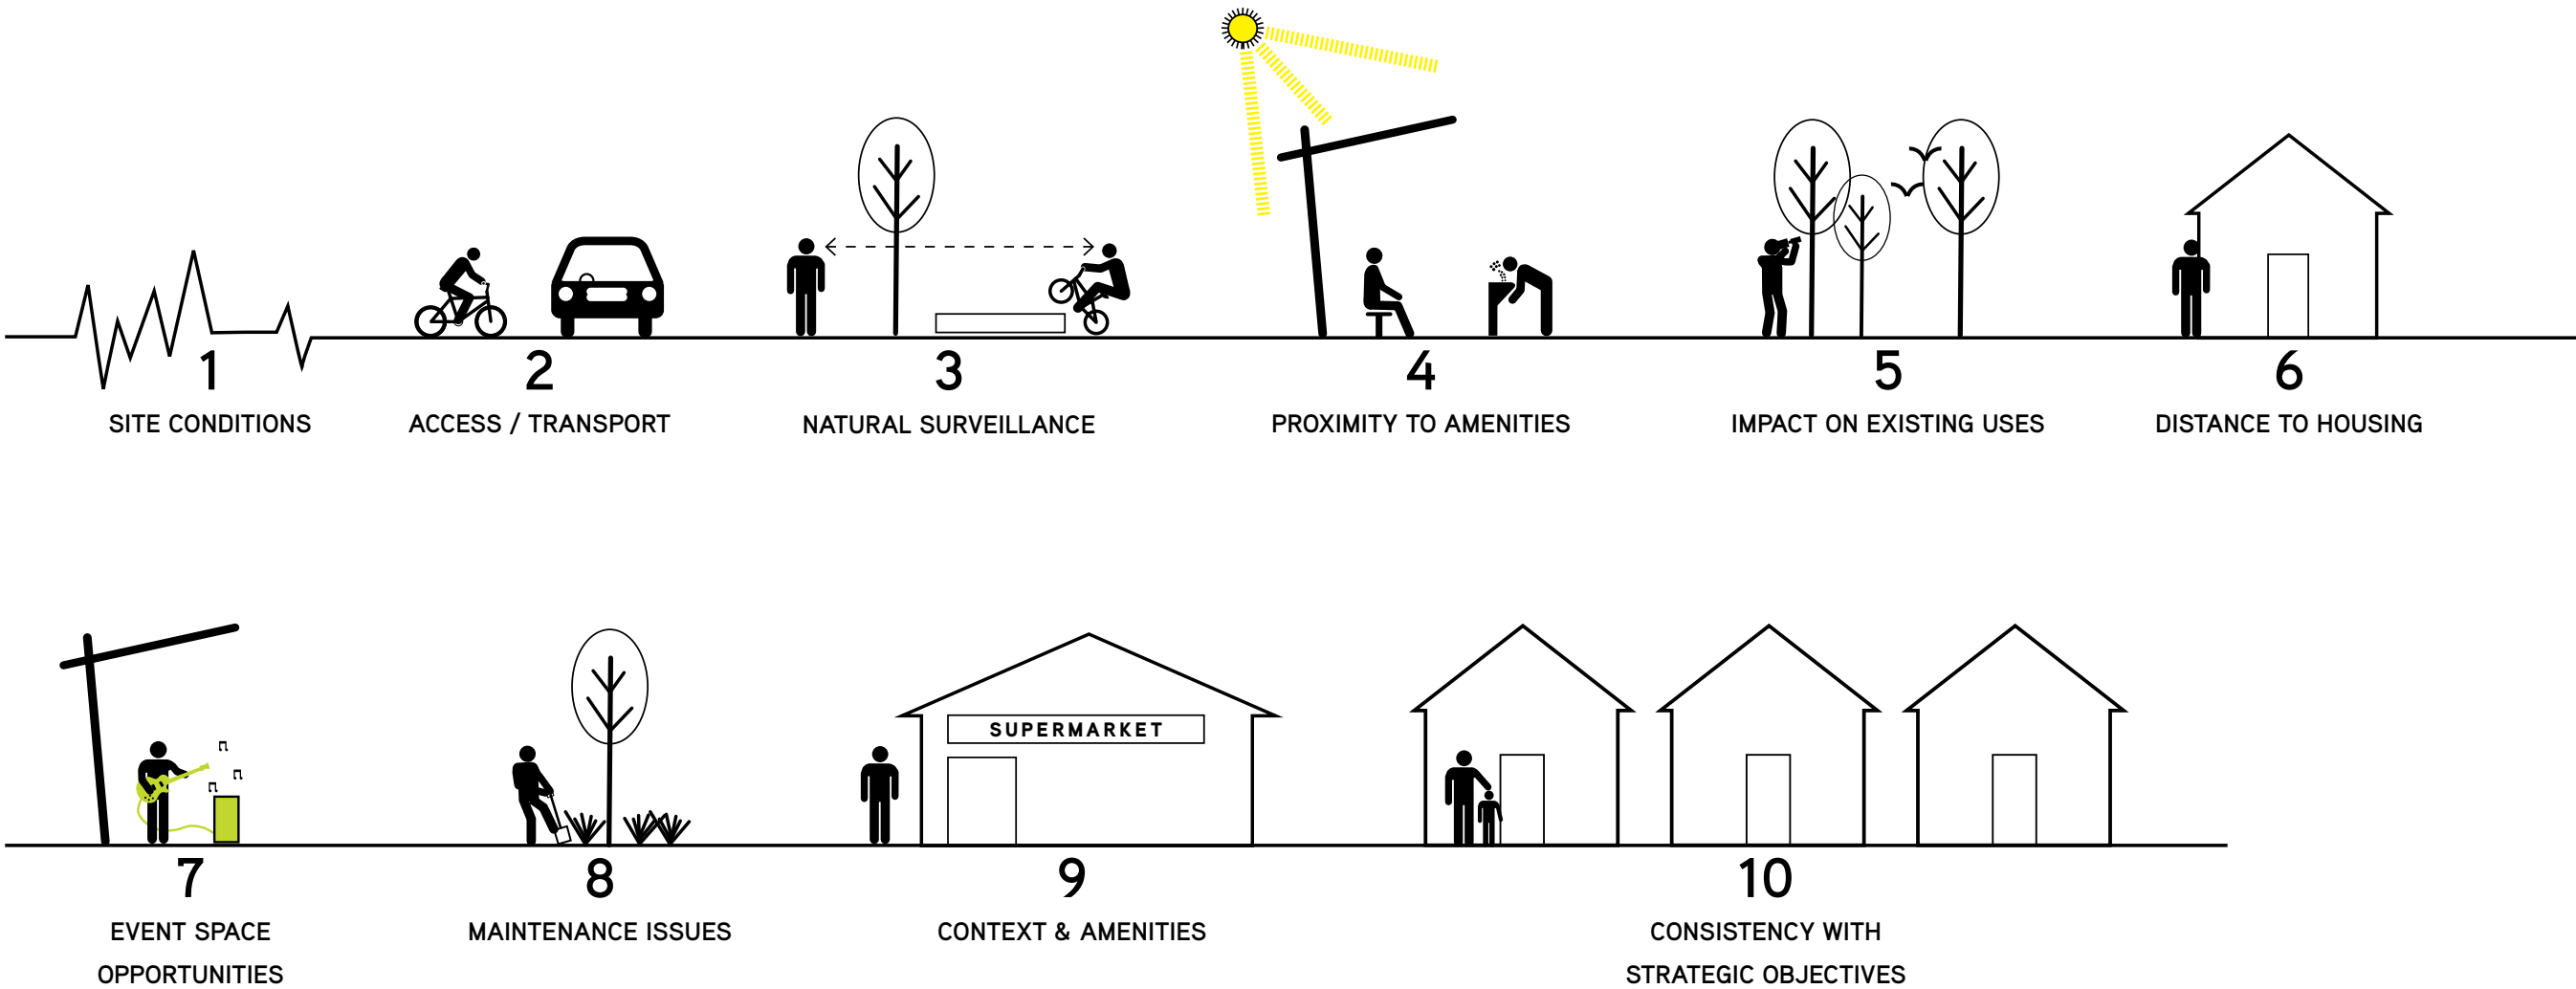 1
2
3
4
5
6
SITE CONDITIONS
ACCESS / TRANSPORT
NATURAL SURVEILLANCE
PROXIMITY TO AMENITIES
IMPACT ON EXISTING USES
DISTANCE TO HOUSING
SUPERMARKET
7
8
9
10
EVENT SPACE
OPPORTUNITIES
MAINTENANCE ISSUES
CONTEXT & AMENITIES
CONSISTENCY WITH
STRATEGIC OBJECTIVES